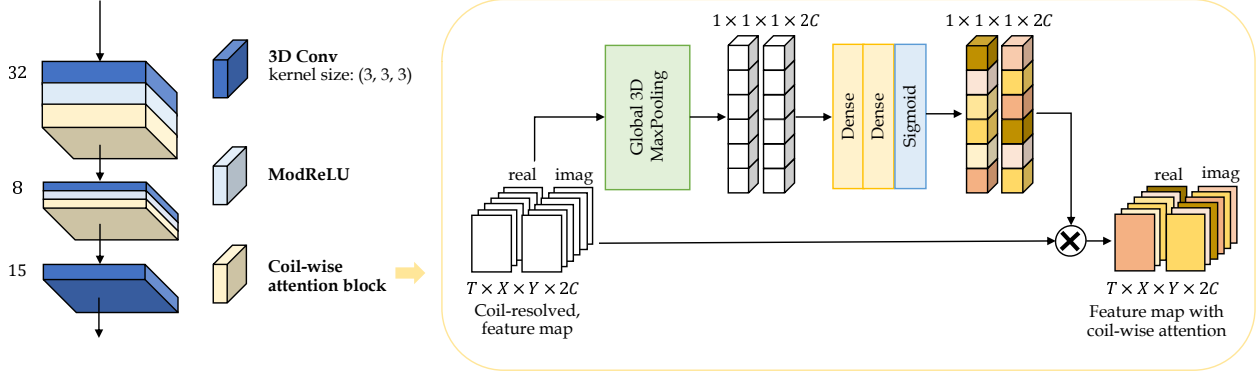 32
8
15
3D Conv
kernel size: (3, 3, 3)
ModReLU
Coil-wise
attention block
real
imag
T × X × Y × 2C
Coil-resolved,
feature map
Global 3D
MaxPooling
1 × 1 × 1 × 2C
Dense
Dense
Sigmoid
1 × 1 × 1 × 2C
real
imag
T × X × Y × 2C
Feature map with
coil-wise attention